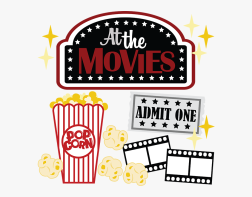 At the
MOVIES
ADMIT ONE
POP
CORN